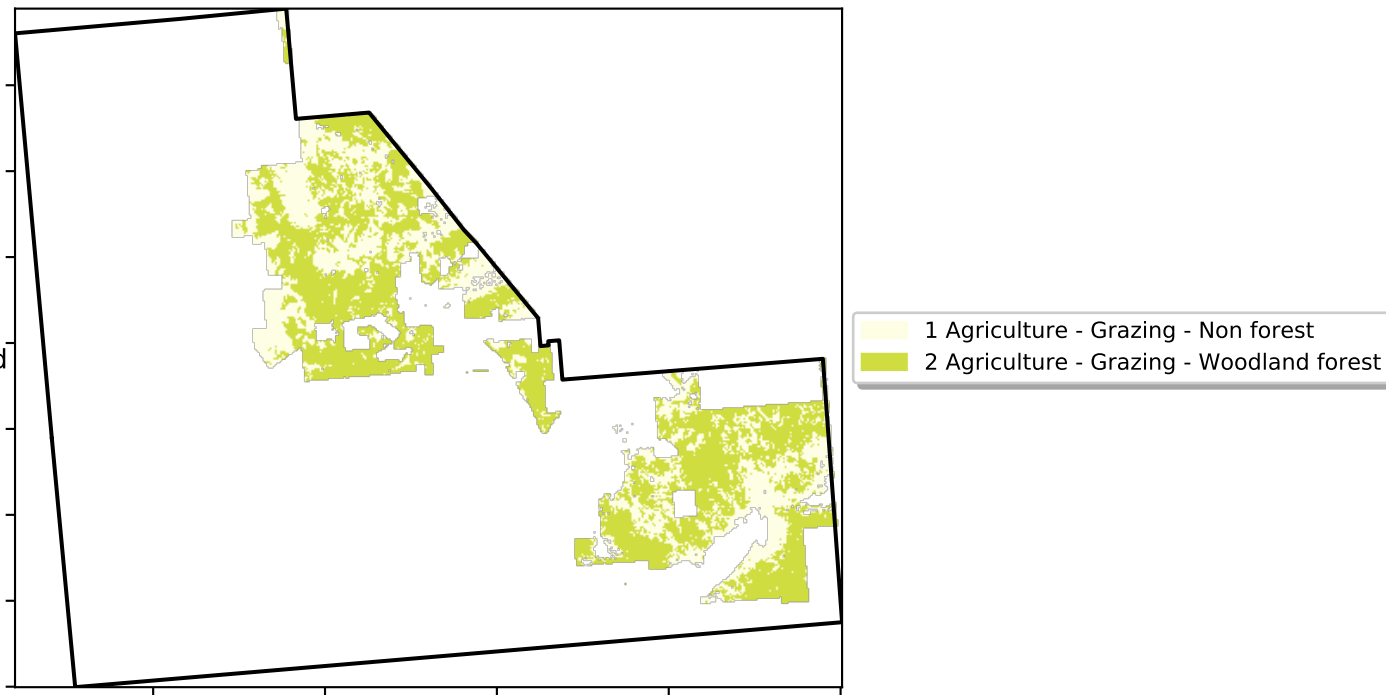 1 Agriculture - Grazing - Non forest
2 Agriculture - Grazing - Woodland forest
d